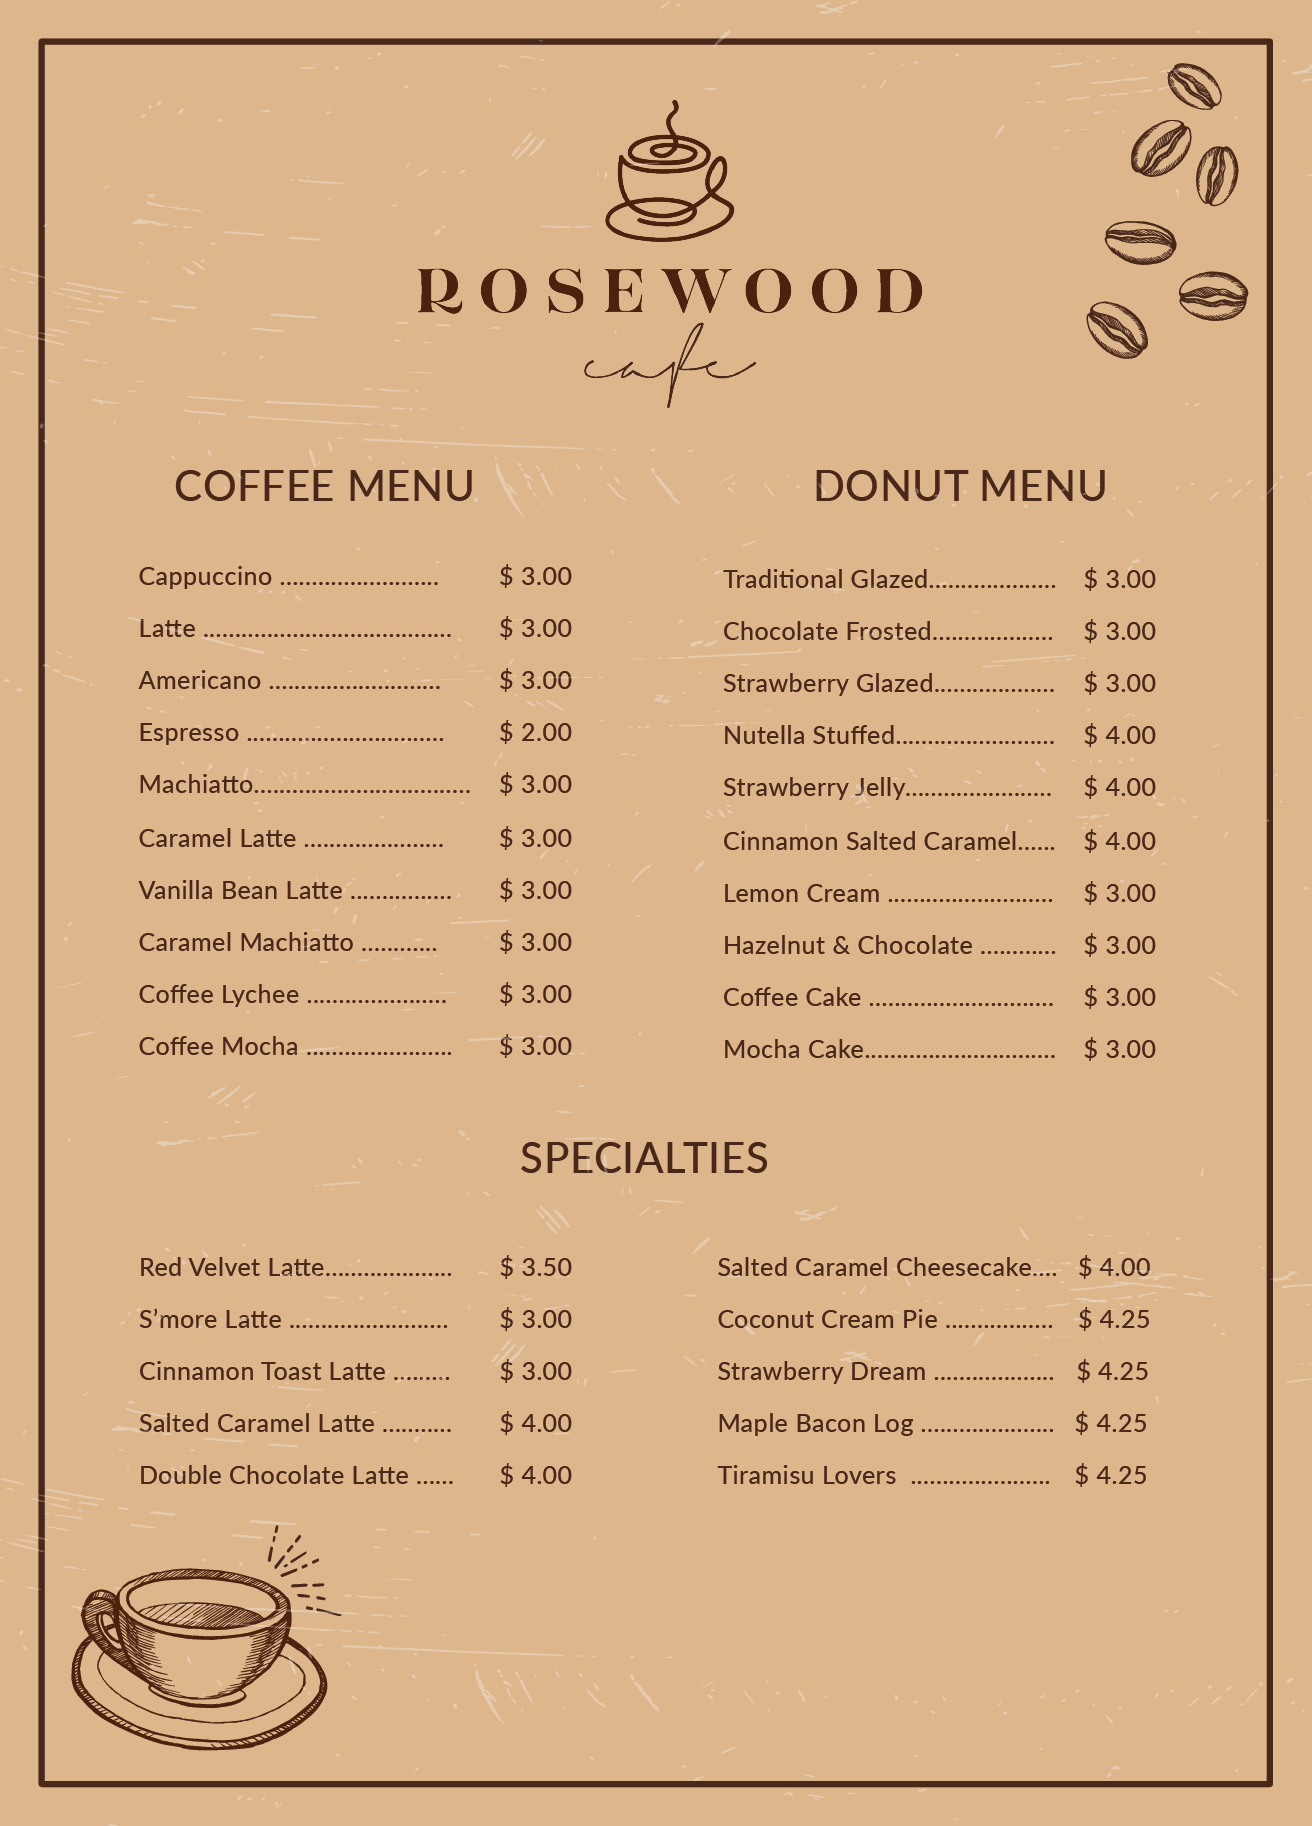 ROSEWOOD
cafe
COFFEE MENU
Cappuccino ......................... $ 3.00
Latte ....................................... $ 3.00
Americano ........................... $ 3.00
Espresso ............................... $ 2.00
Machiatto.................................. $ 3.00
Caramel Latte ...................... $ 3.00
Vanilla Bean Latte ................ $ 3.00
Caramel Machiatto ............ $ 3.00
Coffee Lychee ...................... $ 3.00
Coffee Mocha ....................... $ 3.00
DONUT MENU
Traditional Glazed.................... $ 3.00
Chocolate Frosted................... $ 3.00
Strawberry Glazed................... $ 3.00
Nutella Stuffed......................... $ 4.00
Strawberry Jelly....................... $ 4.00
Cinnamon Salted Caramel...... $ 4.00
Lemon Cream .......................... $ 3.00
Hazelnut & Chocolate ............ $ 3.00
Coffee Cake ............................. $ 3.00
Mocha Cake.............................. $ 3.00
SPECIALTIES
Red Velvet Latte.................... $ 3.50
S’more Latte ......................... $ 3.00
Cinnamon Toast Latte ......... $ 3.00
Salted Caramel Latte ........... $ 4.00
Double Chocolate Latte ...... $ 4.00
Salted Caramel Cheesecake.... $ 4.00
Coconut Cream Pie ................. $ 4.25
Strawberry Dream ................... $ 4.25
Maple Bacon Log ..................... $ 4.25
Tiramisu Lovers ...................... $ 4.25